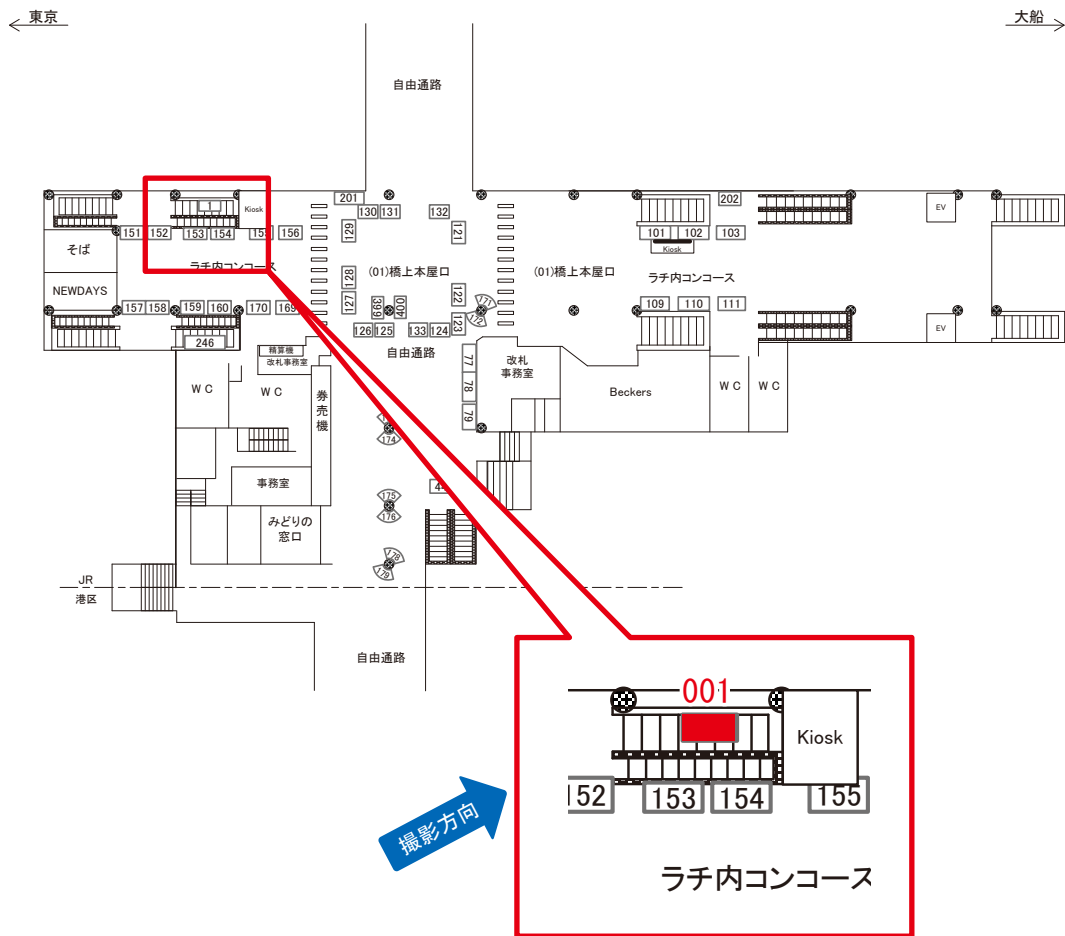 東京
大船
自由通路
201
130
131
132
202
1
Kiosk
EV
151
152
153
154
155
156
129
121
101
102
103
Kiosk
そば
ラチ内コンコース
(01)橋上本屋口
(01)橋上本屋口
ラチ内コンコース
NEWDAYS
128
122
127
399
400
171
172
157
158
159
160
170
169
109
110
111
126
125
133
124
123
EV
246
精算機
改札事務室
自由通路
77
78
79
改札
事務室
Beckers
ＷＣ
ＷＣ
ＷＣ
ＷＣ
券売機
174
事務室
175
176
みどりの
窓口
178
179
JR
港区
自由通路
001
Kiosk
152
153
154
155
撮影方向
ラチ内コンコース